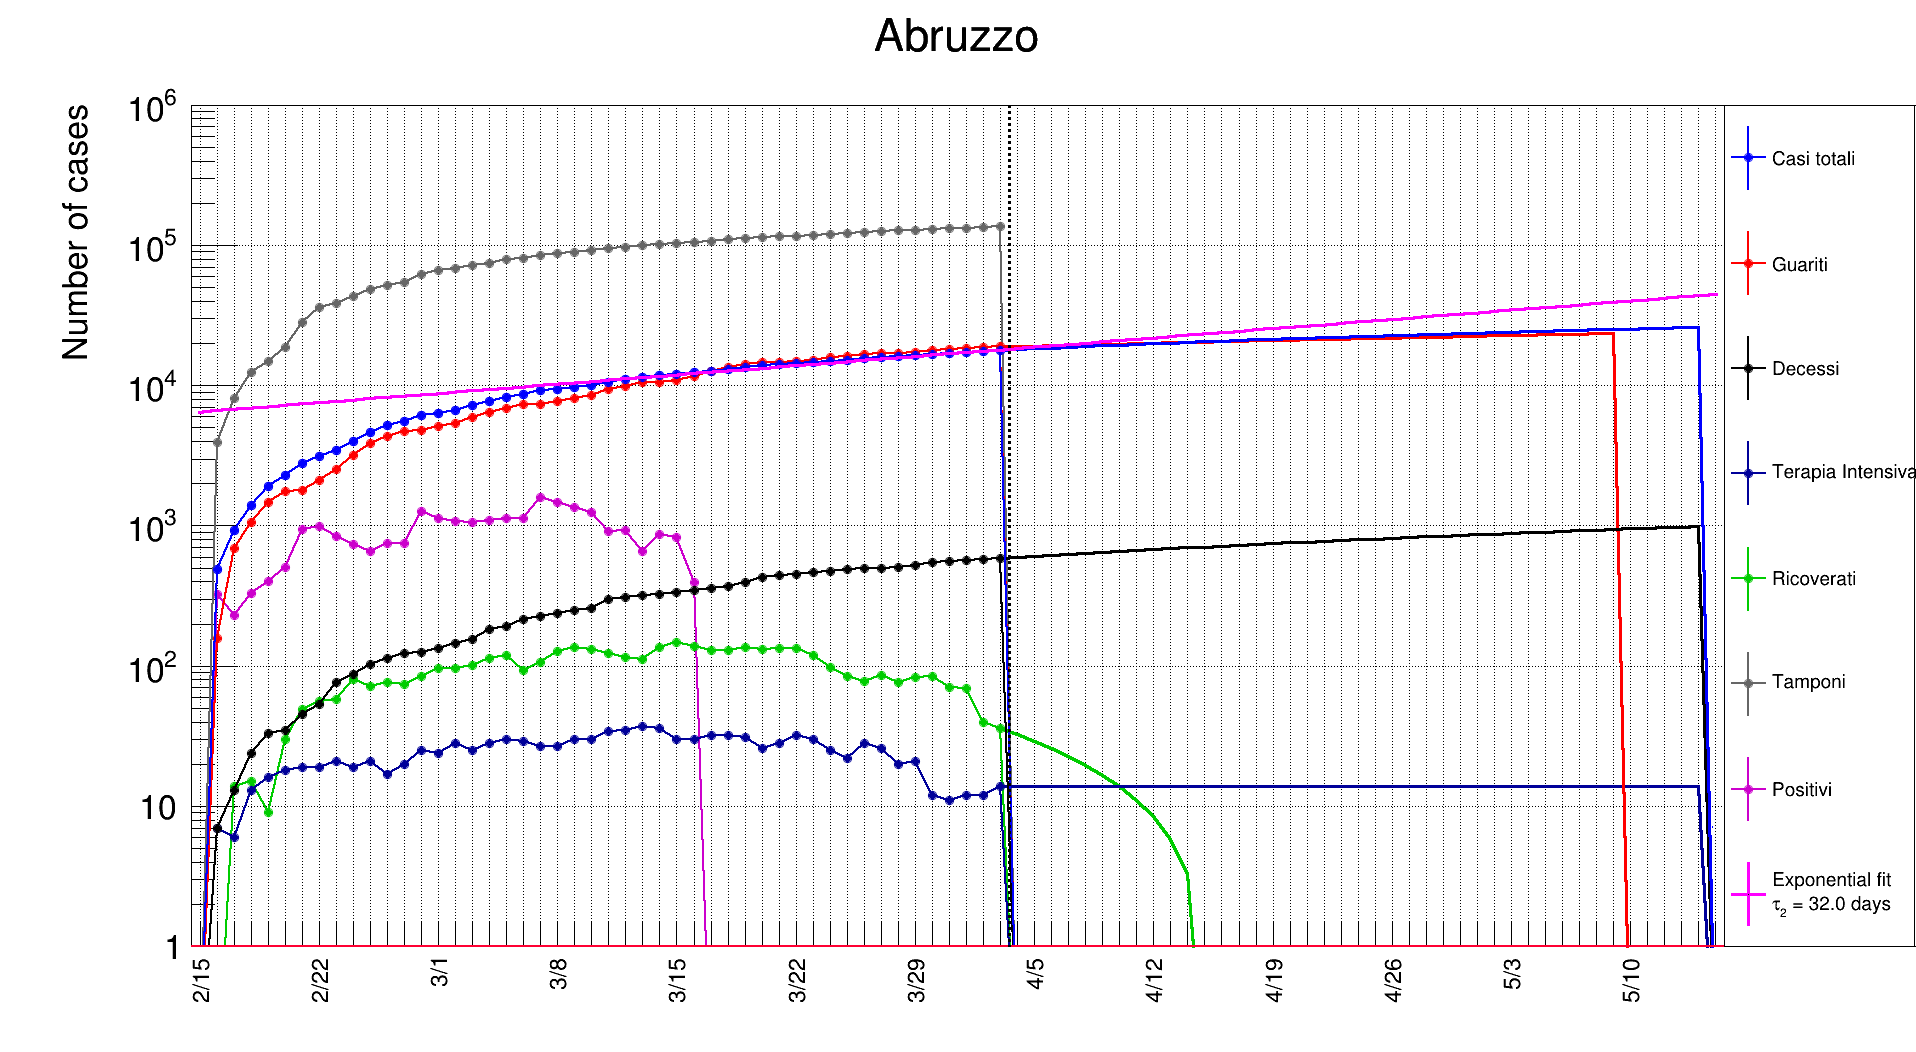 Abruzzo
Number of cases
10^6
10^5
10^4
10^3
10^2
10
1
2/15
2/22
3/1
3/8
3/15
3/22
3/29
4/5
4/12
4/19
4/26
5/3
5/10
Casi totali
Guariti
Decessi
Terapia Intensiva
Ricoverati
Tamponi
Positivi
Exponential fit
τ₂ = 32.0 days